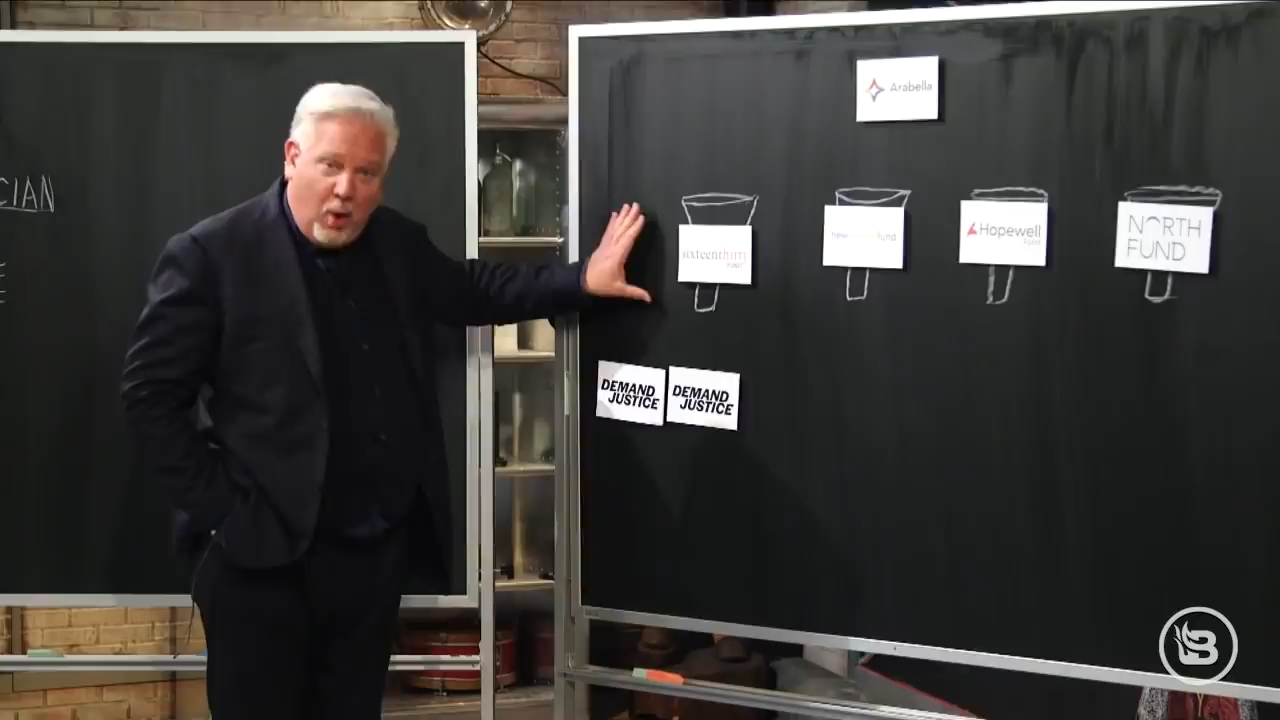 CIAN
E
E
Arabella
sixteenthirty
FUND
new fund
Hopewell
Fund
NORTH
FUND
DEMAND
JUSTICE
DEMAND
JUSTICE
B